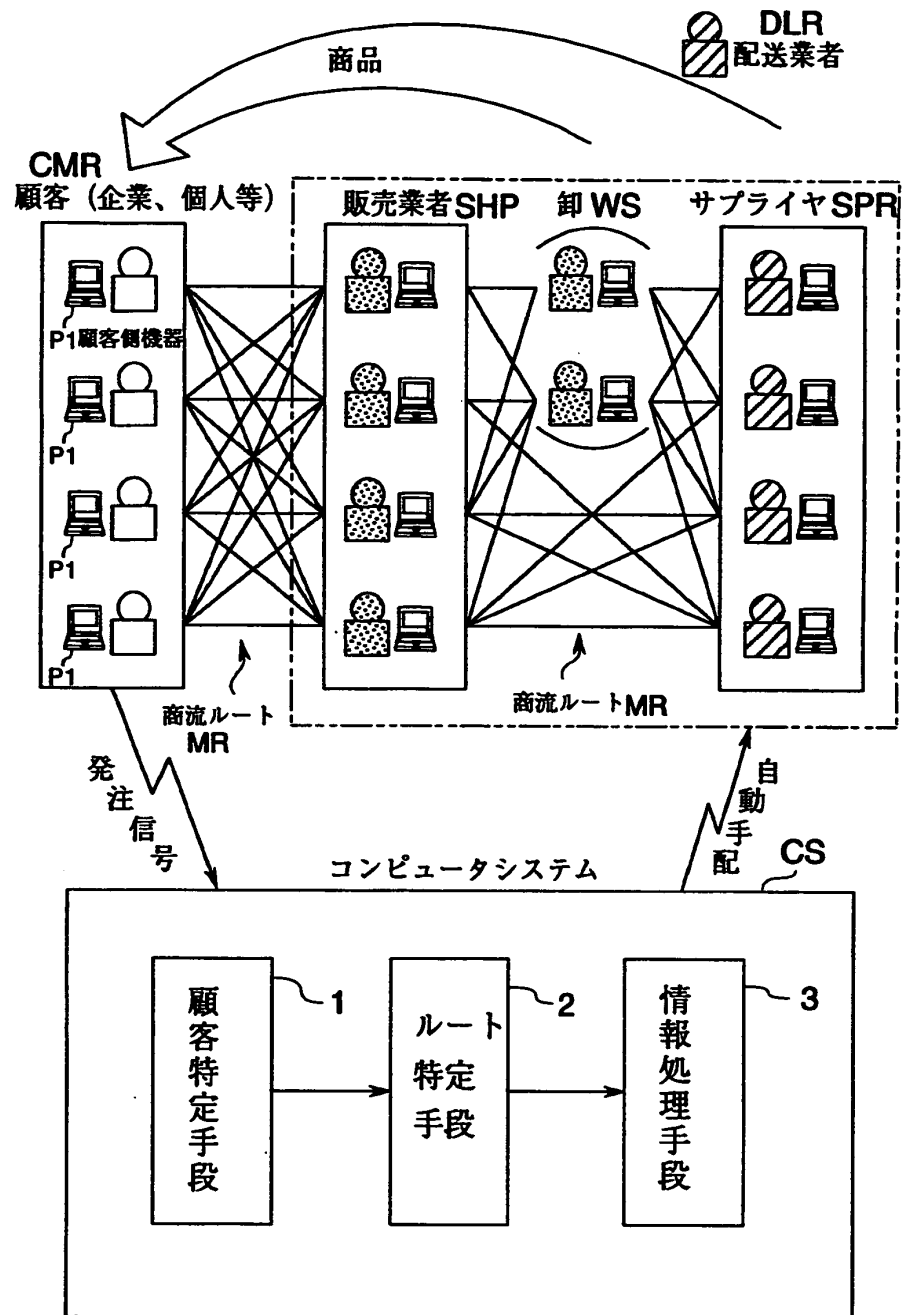 DLR
配送業者
商品
CMR
顧客（企業、個人等）
販売業者SHP
卸WS
サプライヤSPR
P1顧客側機器
P1
P1
P1
商流ルート
MR
商流ルートMR
発注信号
自動手配
コンピュータシステム
CS
顧客特定手段
1
ルート
特定
手段
2
情報処理手段
3